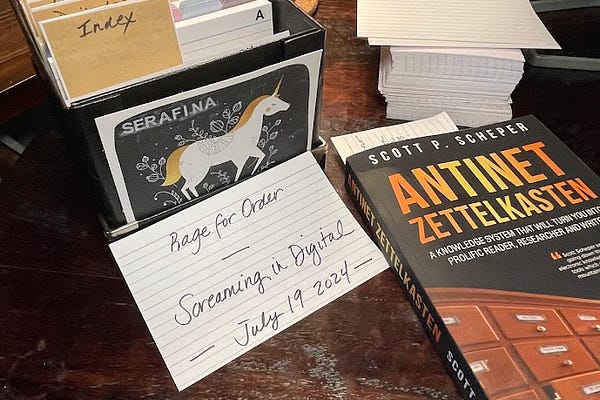 Index
A
SERAFINA
Rage for Order
Screaming in Digital
July 19 2024
SCOTT P. SCHEPER
ANTINET
ZETTELKASTEN
A KNOWLEDGE SYSTEM THAT WILL TURN YOU INTO
PROLIFIC READER, RESEARCHER AND
ANTINET ZETTELKASTEN
SCOTT